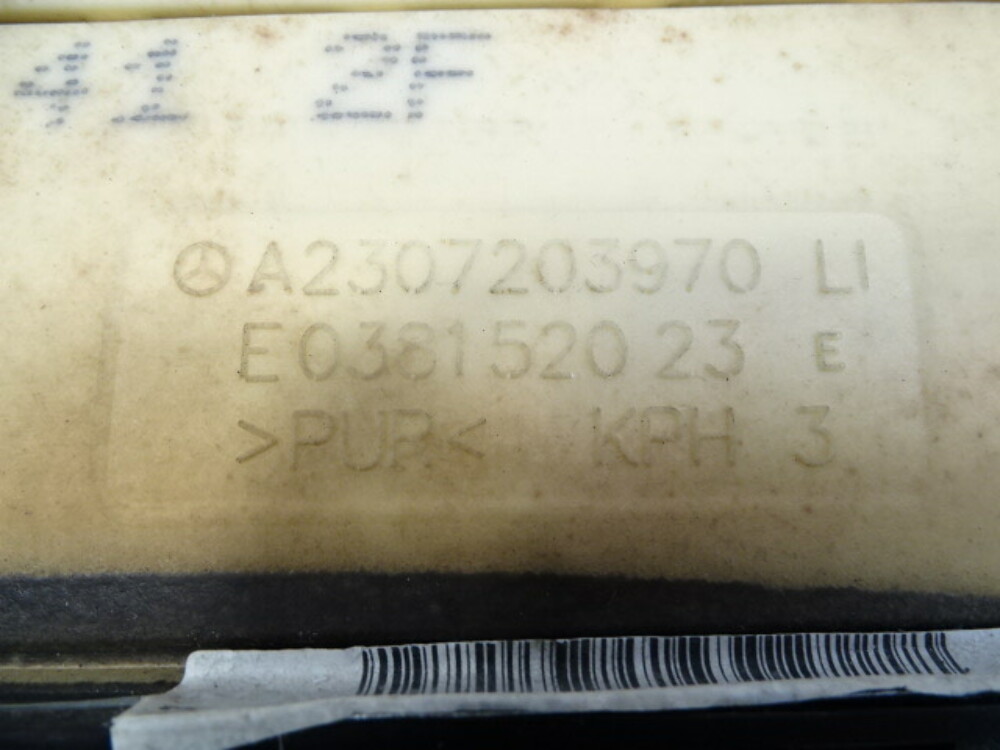 41 2F
A2307203970 LI
E038152023 E
>PUR< KPH 3